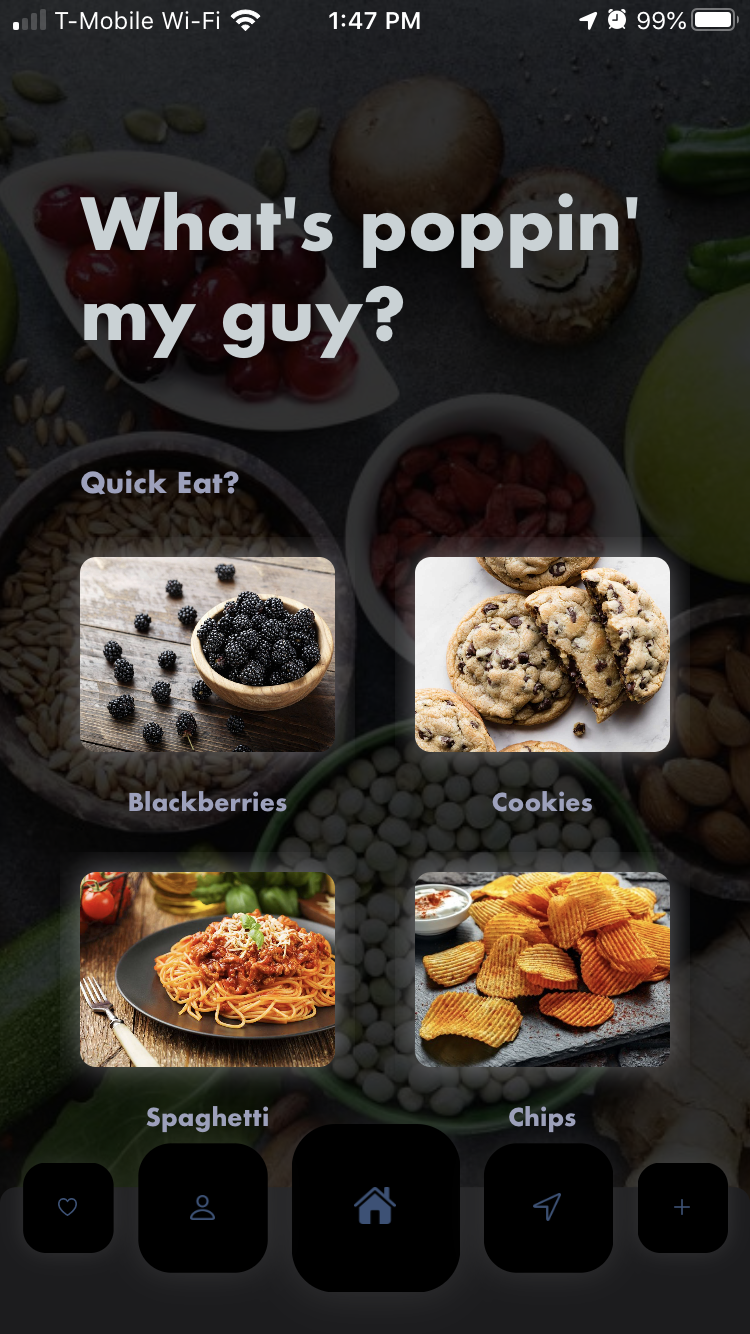 T-Mobile Wi-Fi 1:47 PM 99%
What's poppin'
my guy?
Quick Eat?
Blackberries Cookies
Spaghetti Chips